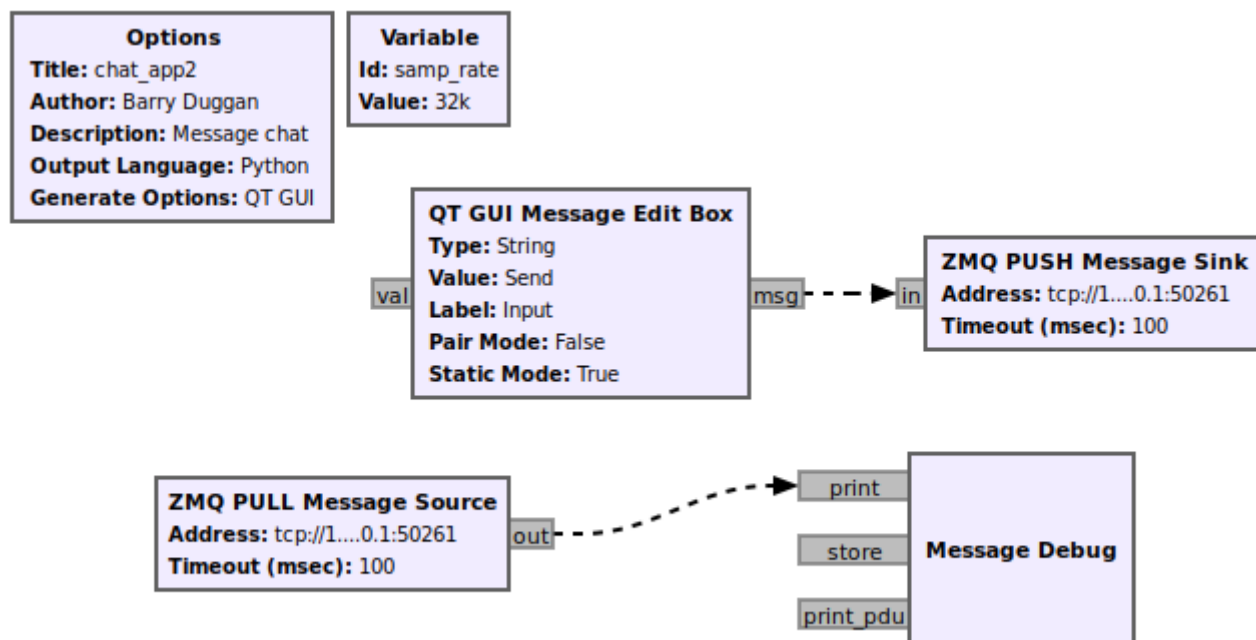 Options
Title: chat_app2
Author: Barry Duggan
Description: Message chat
Output Language: Python
Generate Options: QT GUI
Variable
Id: samp_rate
Value: 32k
QT GUI Message Edit Box
Type: String
Value: Send
Label: Input
Pair Mode: False
Static Mode: True
val
msg
in
ZMQ PUSH Message Sink
Address: tcp://1....0.1:50261
Timeout (msec): 100
ZMQ PULL Message Source
Address: tcp://1....0.1:50261
Timeout (msec): 100
out
print
store
print_pdu
Message Debug